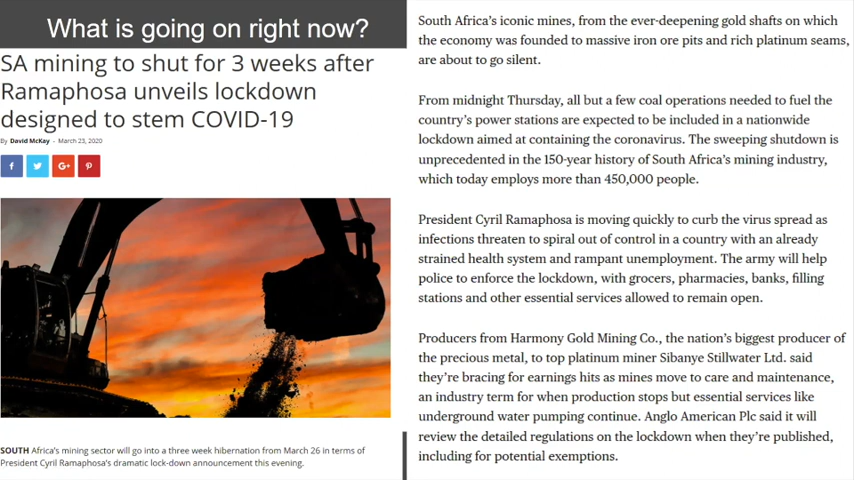 What is going on right now?
SA mining to shut for 3 weeks after
Ramaphosa unveils lockdown
designed to stem COVID-19
By David McKay - March 23, 2020
f
G+
SOUTH Africa's mining sector will go into a three week hibernation from March 26 in terms of
President Cyril Ramaphosa's dramatic lock-down announcement this evening.
South Africa's iconic mines, from the ever-deepening gold shafts on which
the economy was founded to massive iron ore pits and rich platinum seams,
are about to go silent.
From midnight Thursday, all but a few coal operations needed to fuel the
country's power stations are expected to be included in a nationwide
lockdown aimed at containing the coronavirus. The sweeping shutdown is
unprecedented in the 150-year history of South Africa's mining industry,
which today employs more than 450,000 people.
President Cyril Ramaphosa is moving quickly to curb the virus spread as
infections threaten to spiral out of control in a country with an already
strained health system and rampant unemployment. The army will help
police to enforce the lockdown, with grocers, pharmacies, banks, filling
stations and other essential services allowed to remain open.
Producers from Harmony Gold Mining Co., the nation's biggest producer of
the precious metal, to top platinum miner Sibanye Stillwater Ltd. said
they're bracing for earnings hits as mines move to care and maintenance,
an industry term for when production stops but essential services like
underground water pumping continue. Anglo American Plc said it will
review the detailed regulations on the lockdown when they're published,
including for potential exemptions.